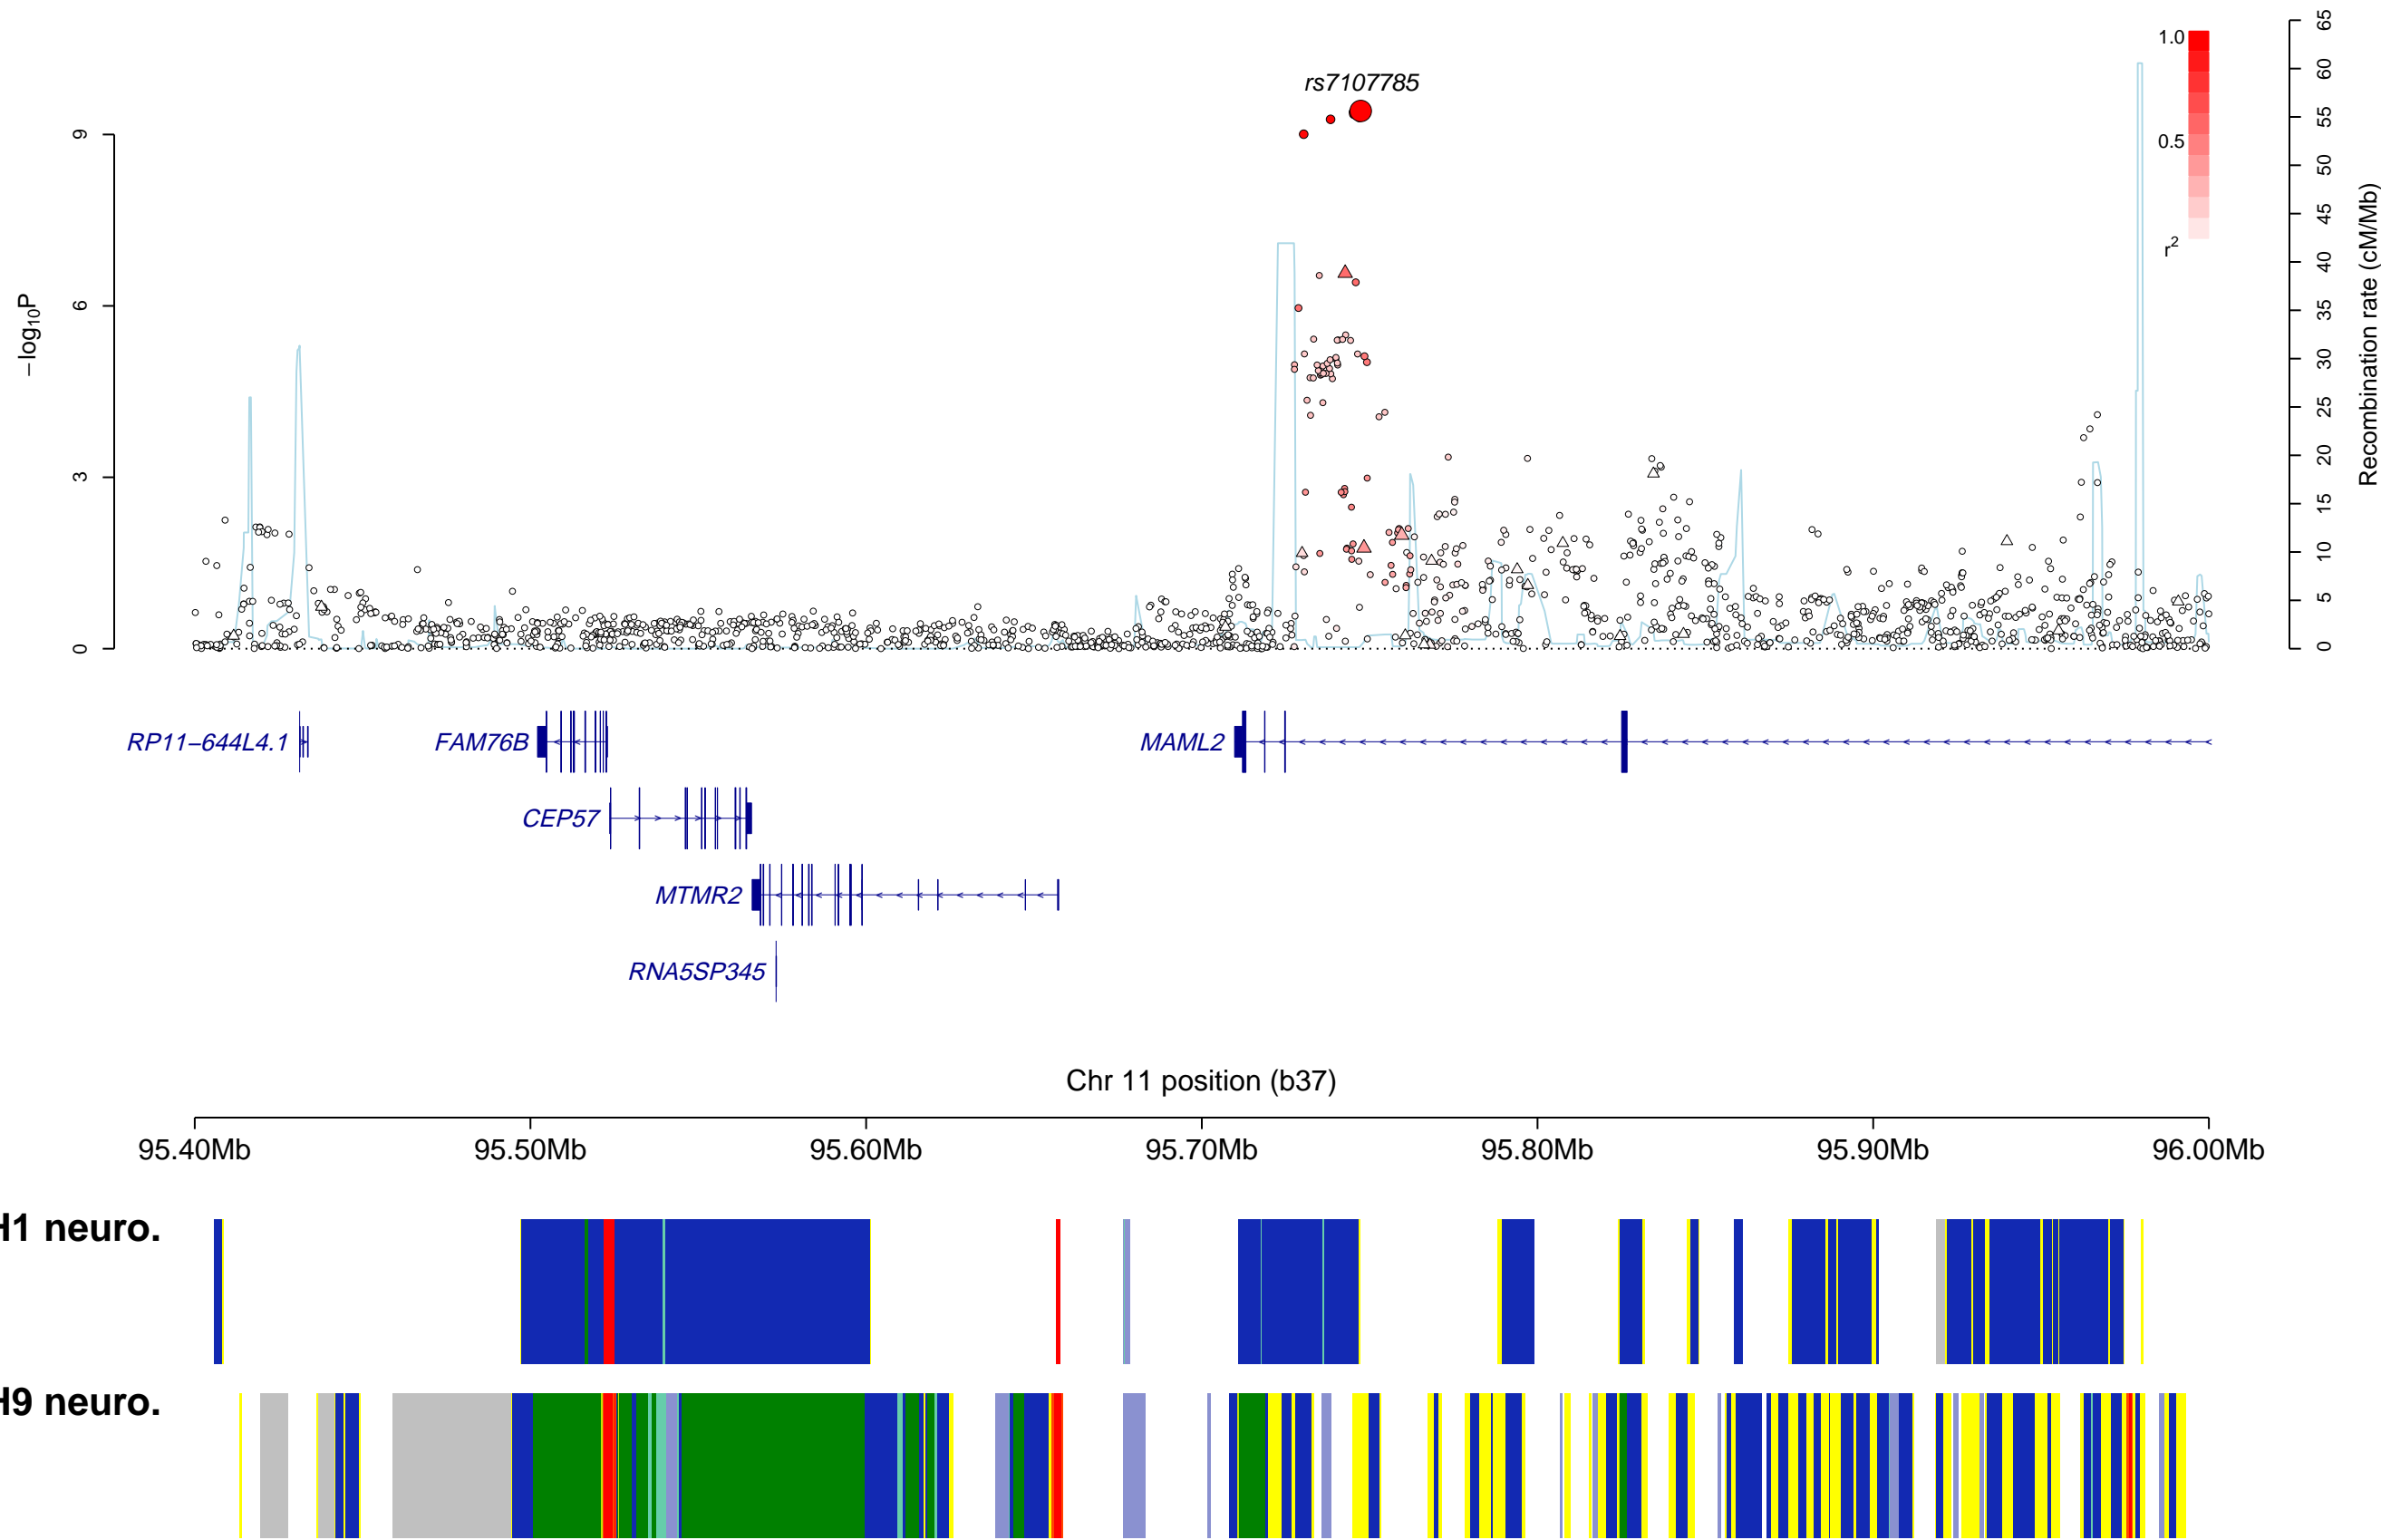 rs7107785
−log10P
0
3
6
9
1.0
0.5
r2
0
5
10
15
20
25
30
35
40
45
50
55
60
65
Recombination rate (cM/Mb)
RP11−644L4.1
FAM76B
MAML2
CEP57
MTMR2
RNA5SP345
Chr 11 position (b37)
95.40Mb 95.50Mb 95.60Mb 95.70Mb 95.80Mb 95.90Mb 96.00Mb
H1 neuro.
H9 neuro.